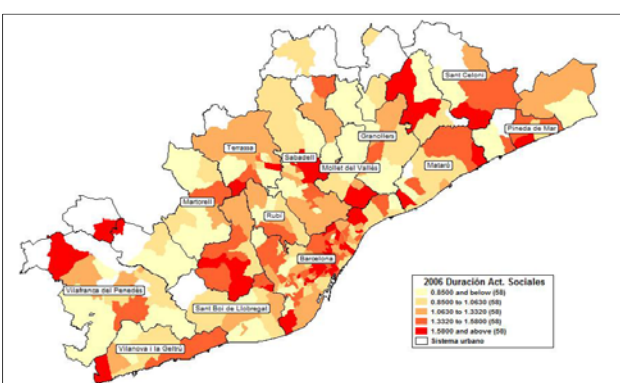 Sant Celoni
Pineda de Mar
Granollers
Terrassa
Sabadell
Mollet del Vallès
Mataró
Martorell
Rubí
Barcelona
Vilafranca del Penedès
Sant Boi de Llobregat
Vilanova i la Geltrú
2006 Duración Act. Sociales
0.8500 and below (58)
0.8500 to 1.0630 (58)
1.0630 to 1.3320 (58)
1.3320 to 1.5800 (58)
1.5800 and above (58)
Sistema urbano